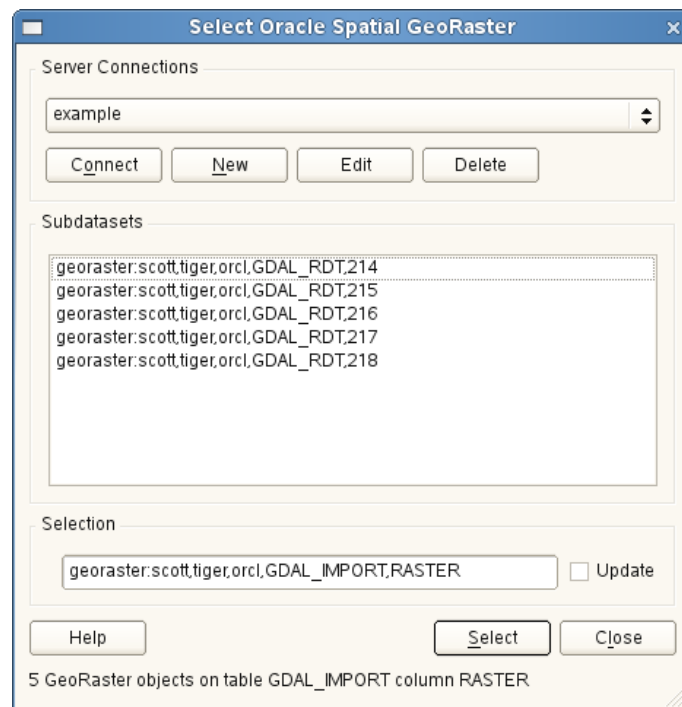 Select Oracle Spatial GeoRaster
Server Connections
example
Connect New Edit Delete
Subdatasets
georaster:scott,tiger,orcl,GDAL_RDT,214
georaster:scott,tiger,orcl,GDAL_RDT,215
georaster:scott,tiger,orcl,GDAL_RDT,216
georaster:scott,tiger,orcl,GDAL_RDT,217
georaster:scott,tiger,orcl,GDAL_RDT,218
Selection
georaster:scott,tiger,orcl,GDAL_IMPORT,RASTER Update
Help Select Close
5 GeoRaster objects on table GDAL_IMPORT column RASTER